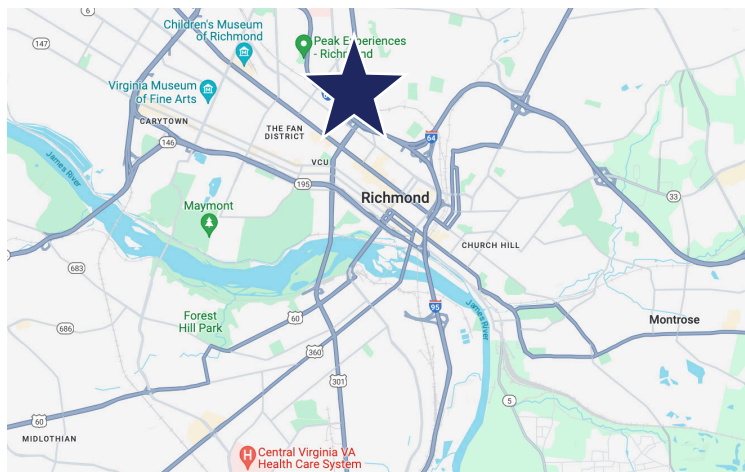 6
147
Children's Museum
of Richmond
Peak Experiences
- Richmond
Virginia Museum
of Fine Arts
CARYTOWN
THE FAN
DISTRICT
64
146
VCU
James River
195
Richmond
33
Maymont
CHURCH HILL
683
95
James River
Forest
Hill Park
60
Montrose
686
360
301
5
60
MIDLOTHIAN
H
Central Virginia VA
Health Care System